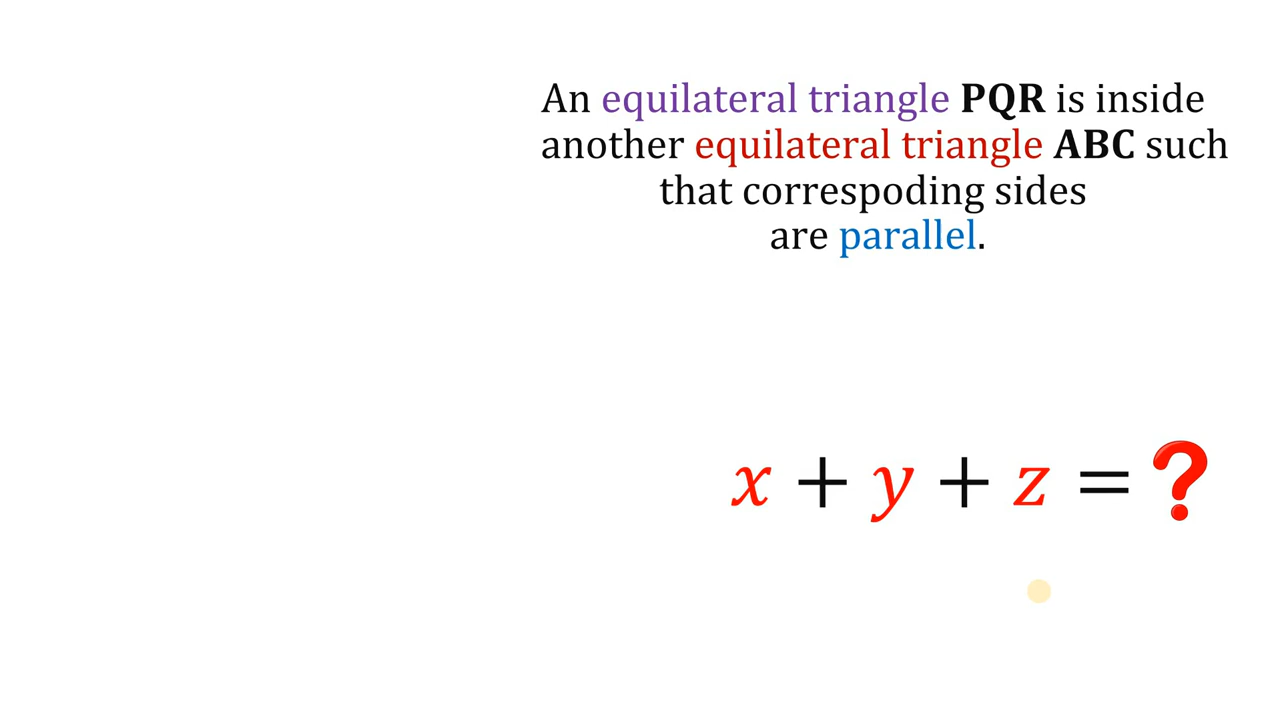 An equilateral triangle PQR is inside
another equilateral triangle ABC such
that correspoding sides
are parallel.
x + y + z = ❓